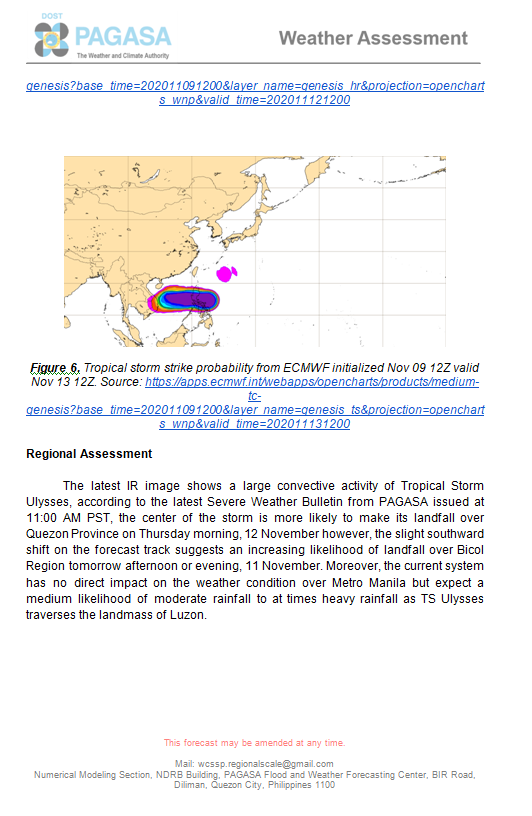 DOST
PAGASA
The Weather and Climate Authority
Weather Assessment
genesis?base_time=202011091200&layer_name=genesis_hr&projection=openchart
s_wnp&valid_time=202011121200
Figure 6. Tropical storm strike probability from ECMWF initialized Nov 09 12Z valid
Nov 13 12Z. Source: https://apps.ecmwf.int/webapps/opencharts/products/medium-
tc-
genesis?base_time=202011091200&layer_name=genesis_ts&projection=openchart
s_wnp&valid_time=202011131200
Regional Assessment
The latest IR image shows a large convective activity of Tropical Storm
Ulysses, according to the latest Severe Weather Bulletin from PAGASA issued at
11:00 AM PST, the center of the storm is more likely to make its landfall over
Quezon Province on Thursday morning, 12 November however, the slight southward
shift on the forecast track suggests an increasing likelihood of landfall over Bicol
Region tomorrow afternoon or evening, 11 November. Moreover, the current system
has no direct impact on the weather condition over Metro Manila but expect a
medium likelihood of moderate rainfall to at times heavy rainfall as TS Ulysses
traverses the landmass of Luzon.
This forecast may be amended at any time.
Mail: wcssp.regionalscale@gmail.com
Numerical Modeling Section, NDRB Building, PAGASA Flood and Weather Forecasting Center, BIR Road,
Diliman, Quezon City, Philippines 1100